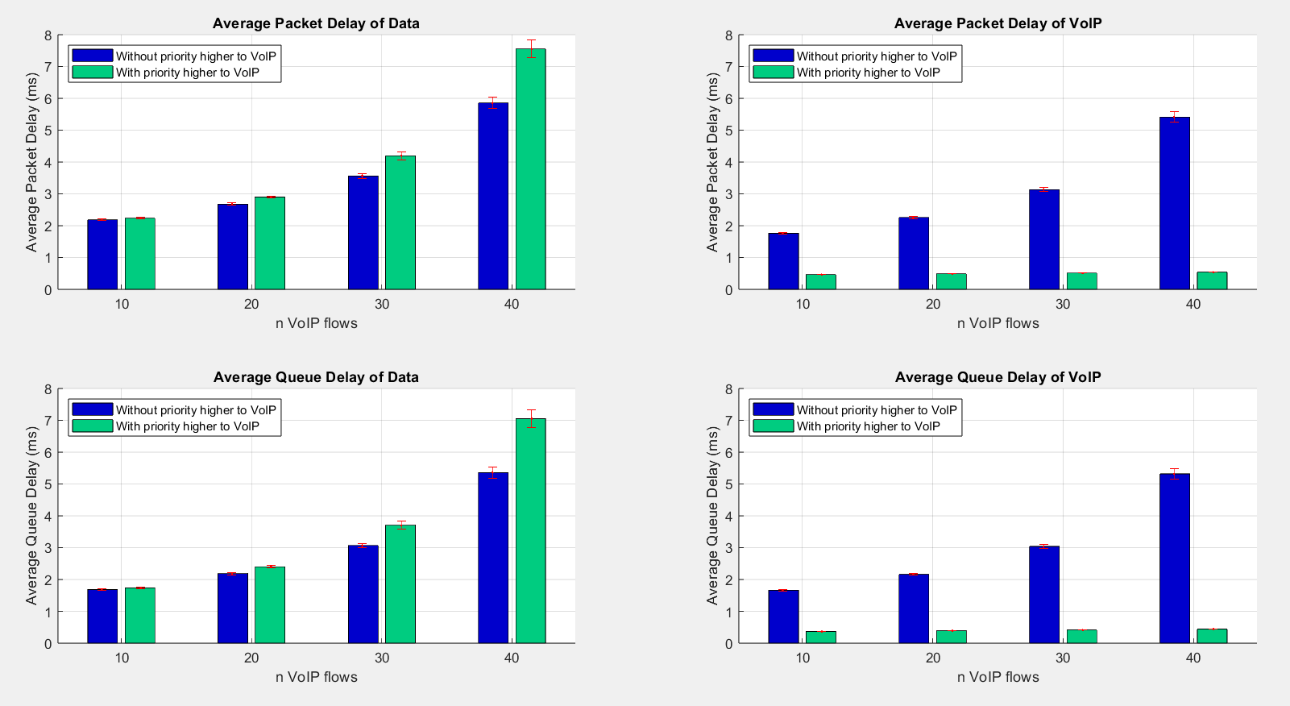 Average Packet Delay of Data
Without priority higher to VoIP
With priority higher to VoIP
Average Packet Delay (ms)
8
7
6
5
4
3
2
1
0
10 20 30 40
n VoIP flows
Average Packet Delay of VoIP
Without priority higher to VoIP
With priority higher to VoIP
Average Packet Delay (ms)
8
7
6
5
4
3
2
1
0
10 20 30 40
n VoIP flows
Average Queue Delay of Data
Without priority higher to VoIP
With priority higher to VoIP
Average Queue Delay (ms)
8
7
6
5
4
3
2
1
0
10 20 30 40
n VoIP flows
Average Queue Delay of VoIP
Without priority higher to VoIP
With priority higher to VoIP
Average Queue Delay (ms)
8
7
6
5
4
3
2
1
0
10 20 30 40
n VoIP flows